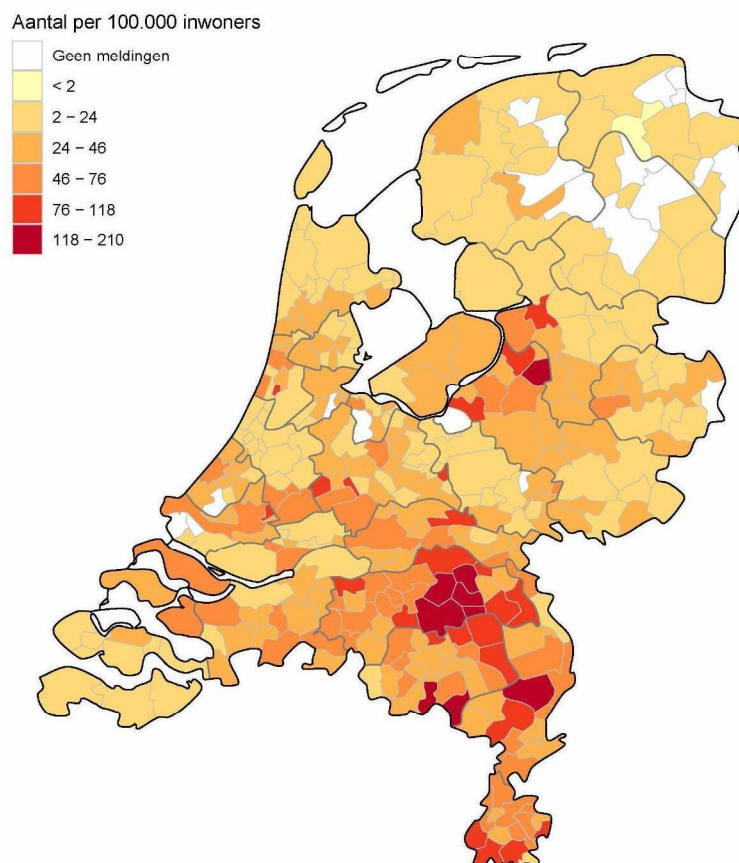 Aantal per 100.000 inwoners
Geen meldingen
< 2
2 – 24
24 – 46
46 – 76
76 – 118
118 – 210